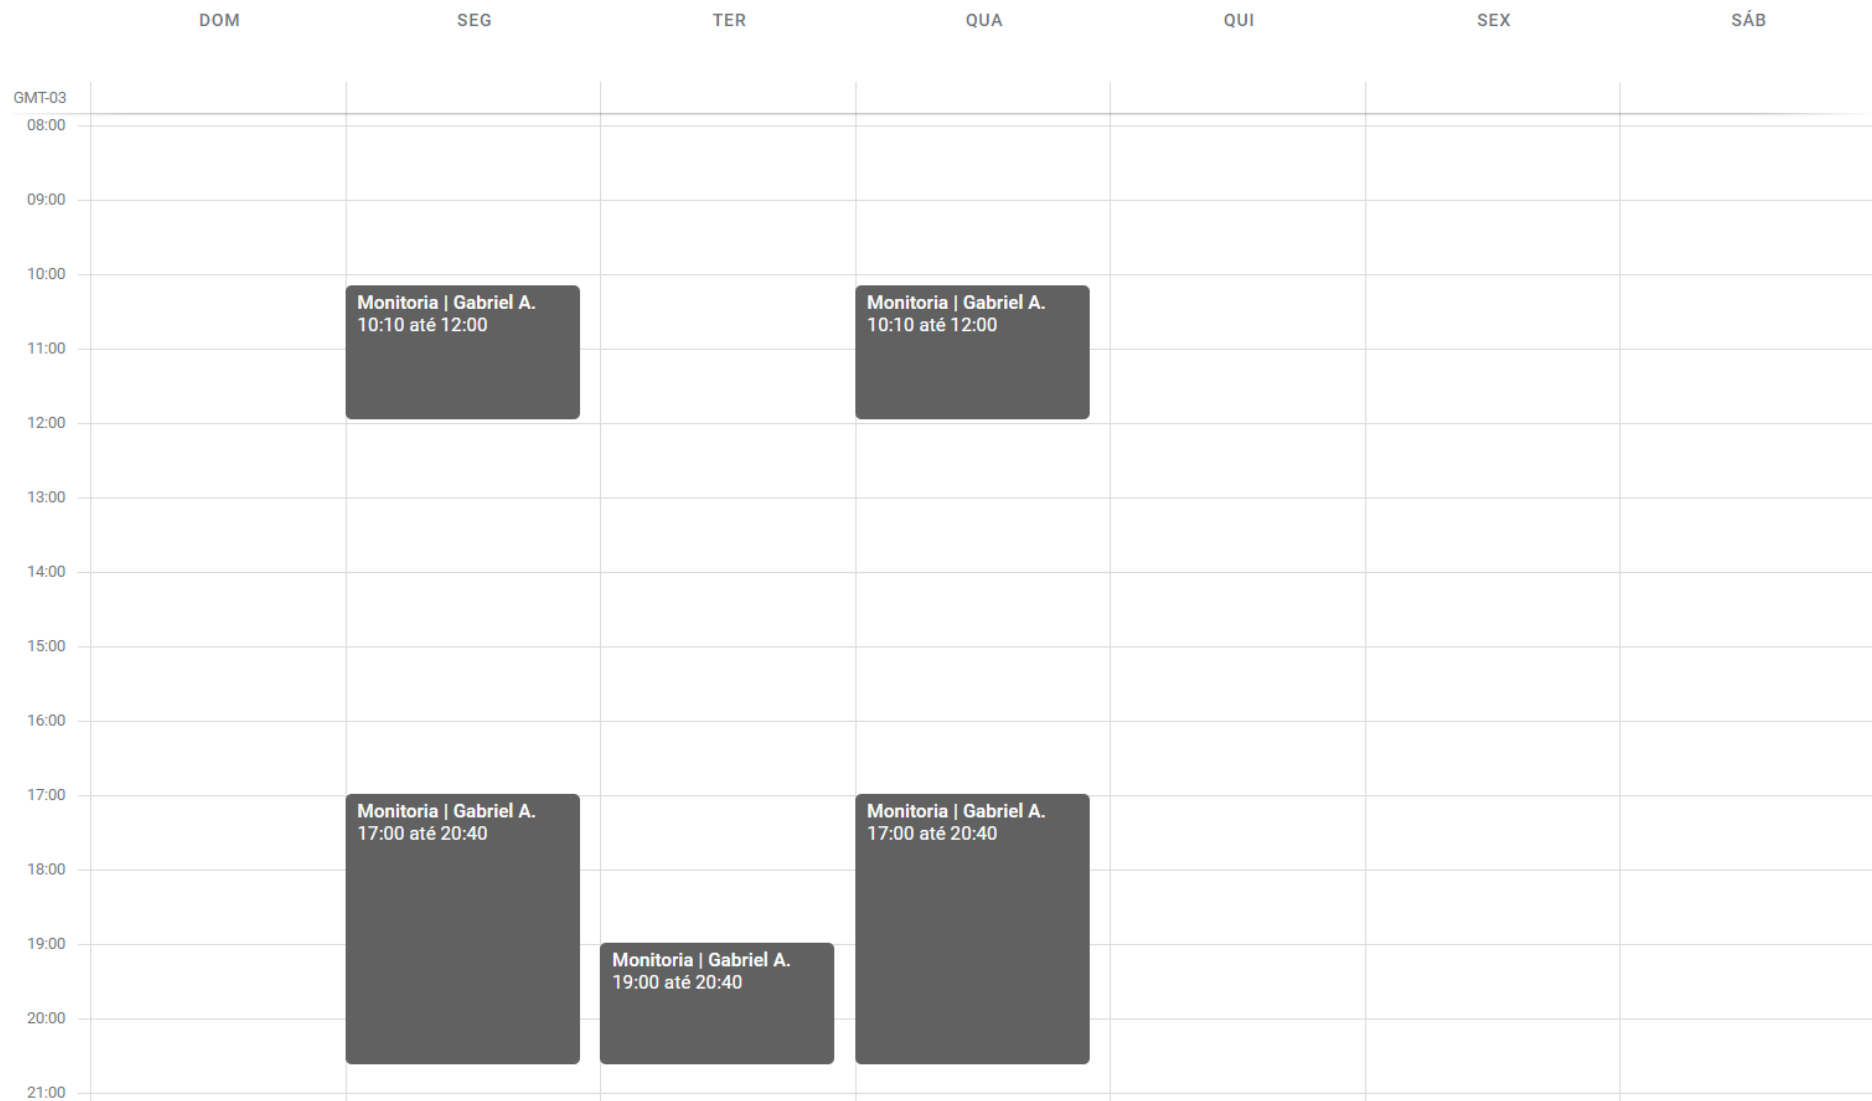 DOM SEG TER QUA QUI SEX SÁB
GMT-03
08:00
09:00
10:00
Monitoria | Gabriel A. Monitoria | Gabriel A.
10:10 até 12:00 10:10 até 12:00
11:00
12:00
13:00
14:00
15:00
16:00
17:00
Monitoria | Gabriel A. Monitoria | Gabriel A.
17:00 até 20:40 17:00 até 20:40
18:00
19:00
Monitoria | Gabriel A.
19:00 até 20:40
20:00
21:00